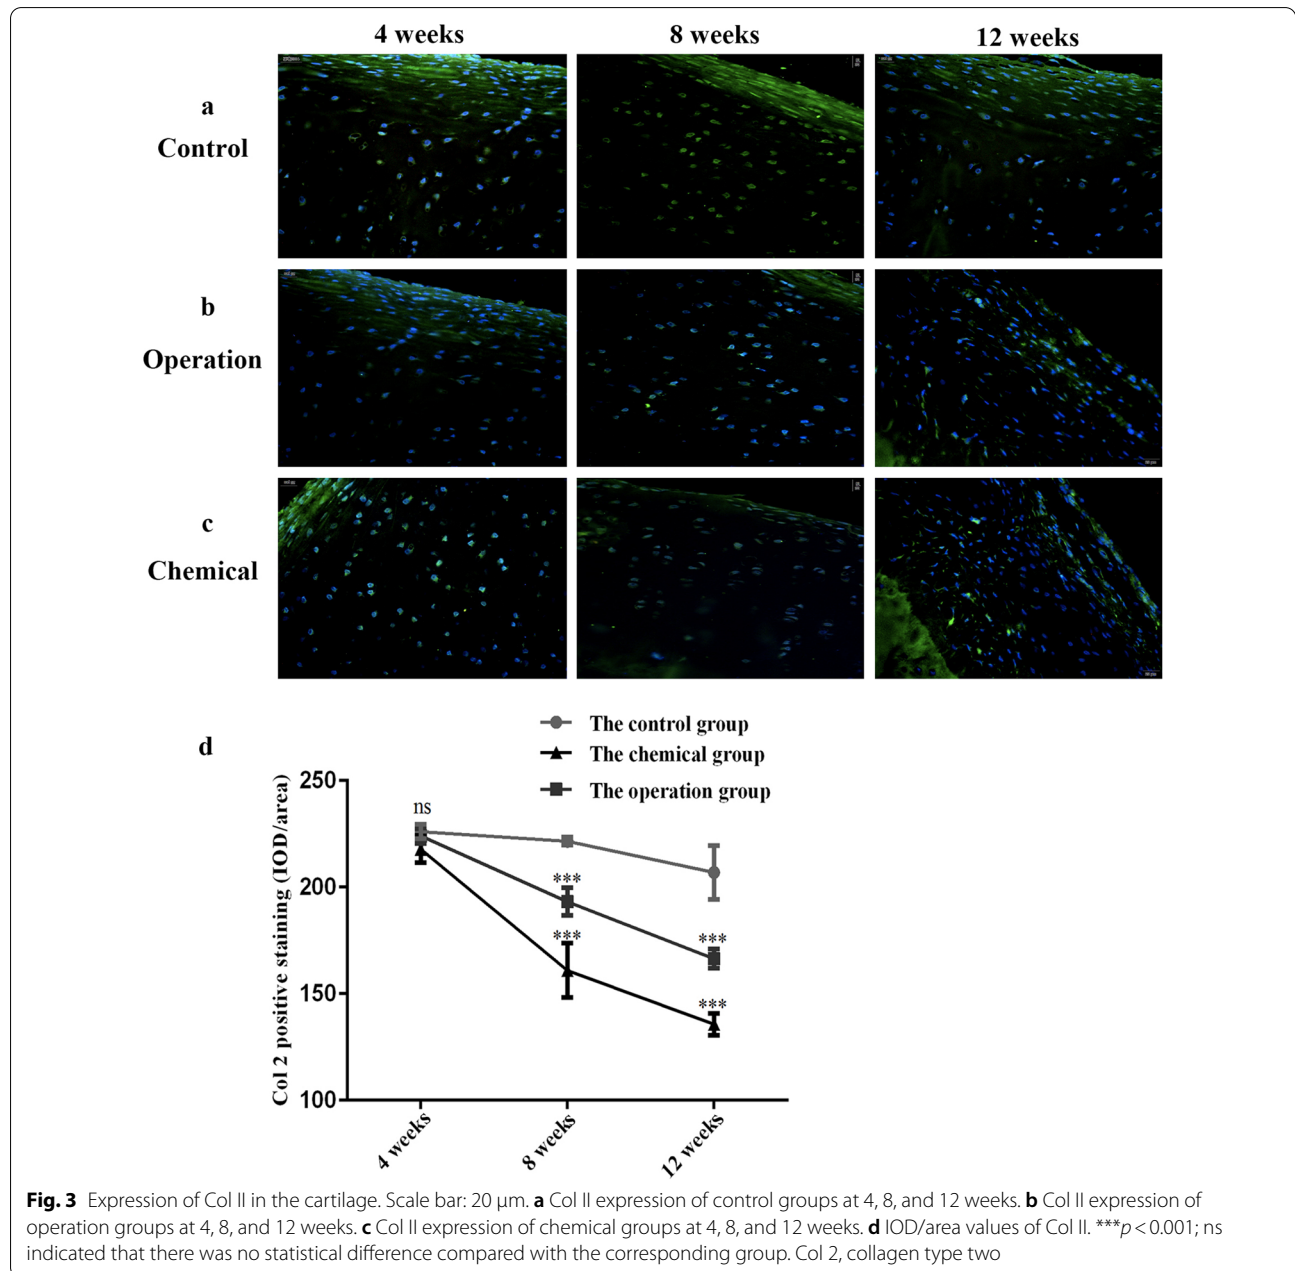 4 weeks 8 weeks 12 weeks
a
Control
b
Operation
c
Chemical
d
The control group
The chemical group
The operation group
Col 2 positive staining (IOD/area)
250
200
150
100
ns
***
***
***
***
4 weeks
8 weeks
12 weeks
Fig. 3 Expression of Col II in the cartilage. Scale bar: 20 µm. a Col II expression of control groups at 4, 8, and 12 weeks. b Col II expression of
operation groups at 4, 8, and 12 weeks. c Col II expression of chemical groups at 4, 8, and 12 weeks. d IOD/area values of Col II. ***p < 0.001; ns
indicated that there was no statistical difference compared with the corresponding group. Col 2, collagen type two